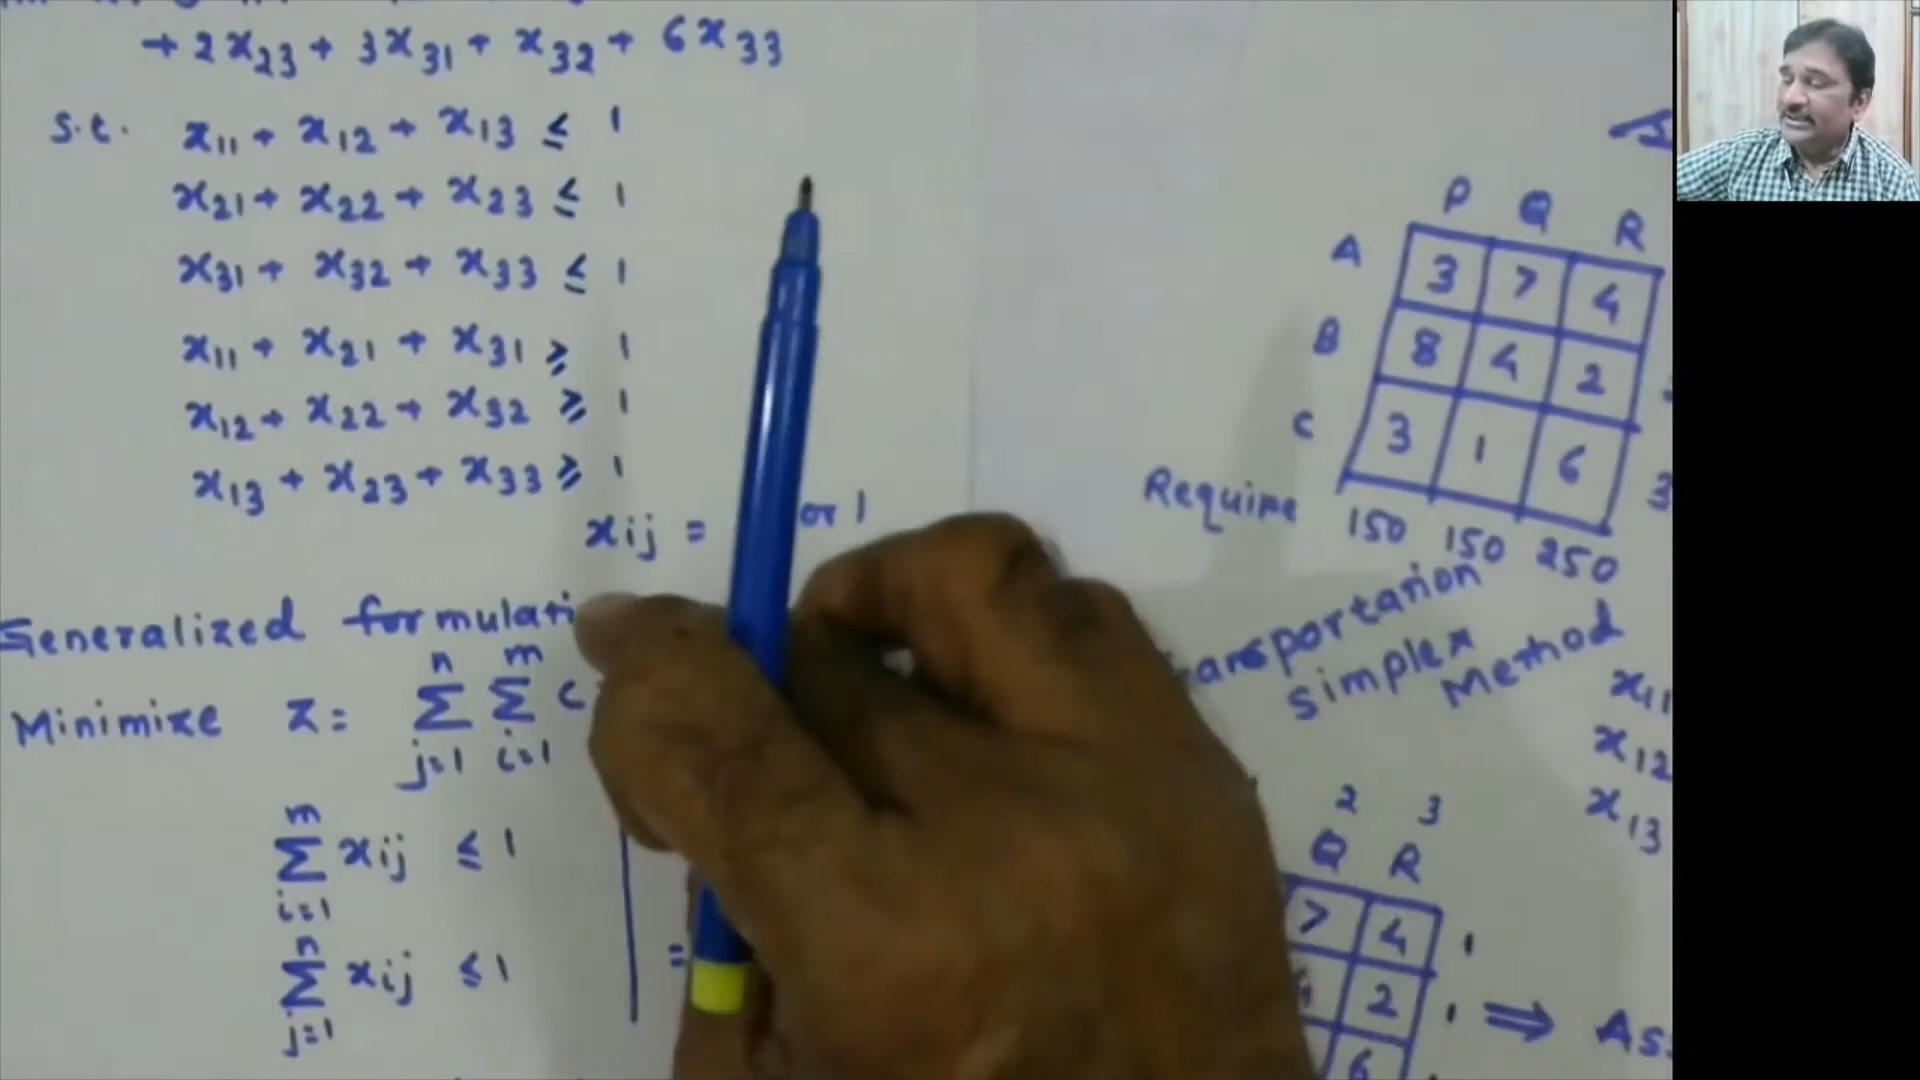 + 2x23 + 3x31 + x32 + 6x33
s.t. x11 + x12 + x13 ≤ 1
x21 + x22 + x23 ≤ 1
x31 + x32 + x33 ≤ 1
x11 + x21 + x31 ≥ 1
x12 + x22 + x32 ≥ 1
x13 + x23 + x33 ≥ 1
xij = or 1
Generalized formulati
n m
Minimize Z = Σ Σ c
j=1 i=1
m
Σ xij ≤ 1
i=1
n
Σ xij ≤ 1
j=1
=
P Q R
A 3 7 4
B 8 4 2
C 3 1 6
Require 150 150 250
ransportation
simplex
Method
x11
x12
x13
2 3
Q R
7 4 1
4 2 1 ⇒ As
6